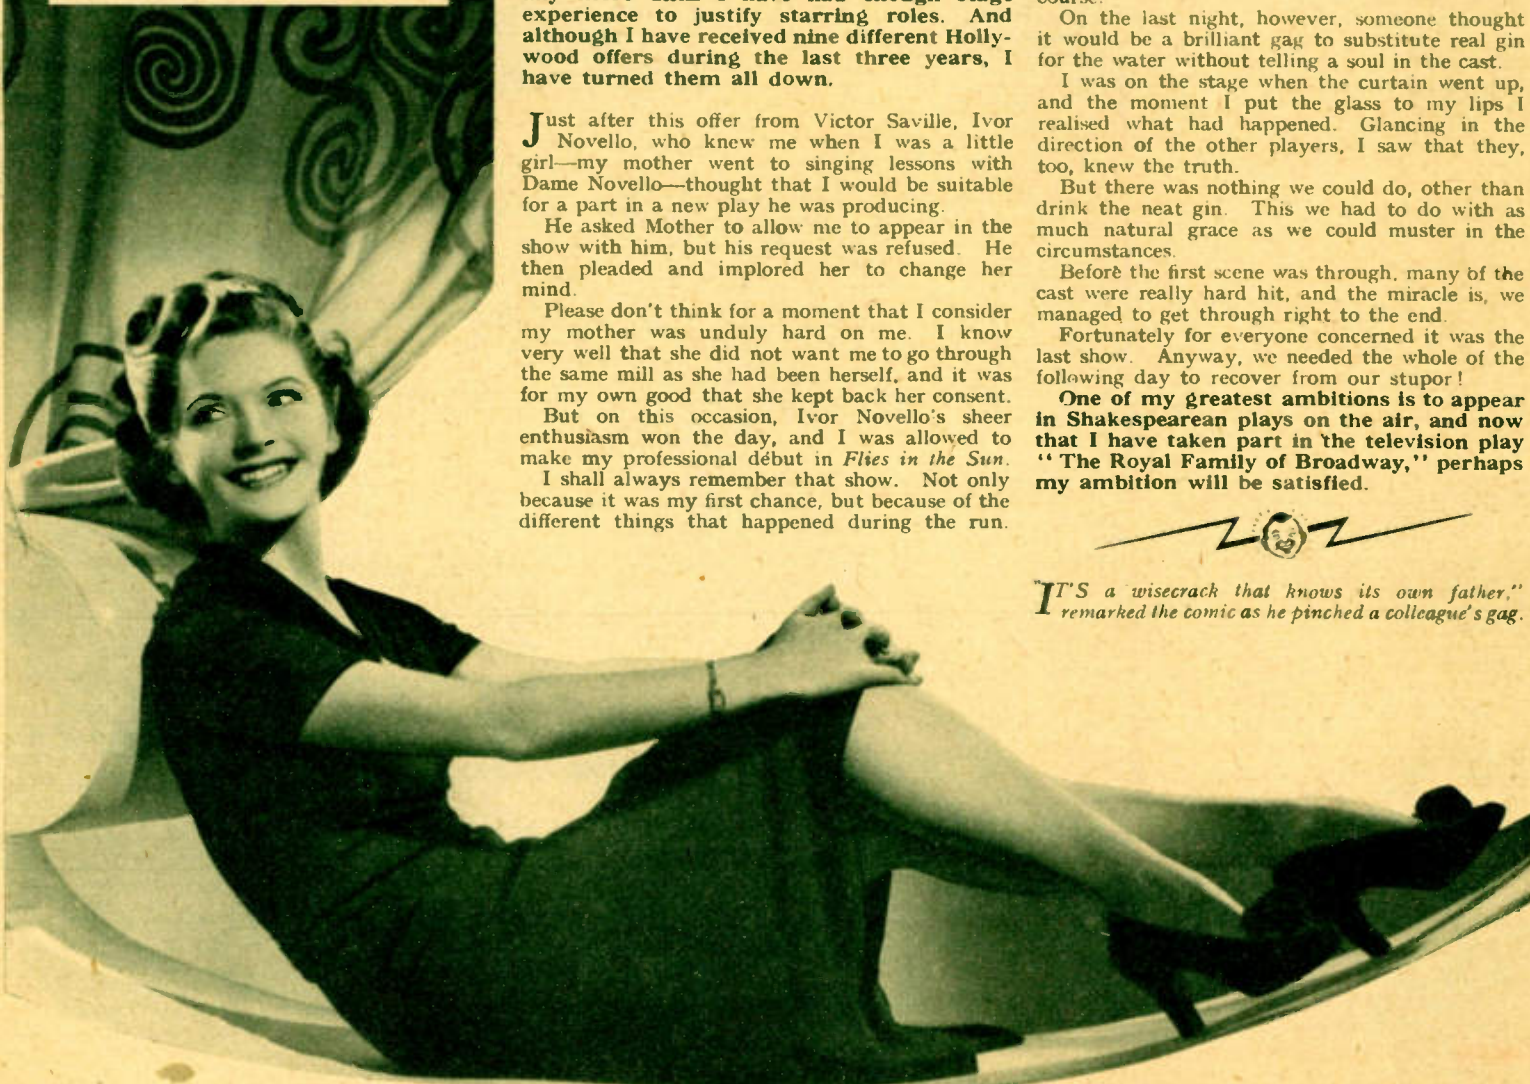 experience to justify starring roles. And
although I have received nine different Holly-
wood offers during the last three years, I
have turned them all down.
Just after this offer from Victor Saville, Ivor
Novello, who knew me when I was a little
girl—my mother went to singing lessons with
Dame Novello—thought that I would be suitable
for a part in a new play he was producing.
He asked Mother to allow me to appear in the
show with him, but his request was refused. He
then pleaded and implored her to change her
mind.
Please don't think for a moment that I consider
my mother was unduly hard on me. I know
very well that she did not want me to go through
the same mill as she had been herself, and it was
for my own good that she kept back her consent.
But on this occasion, Ivor Novello's sheer
enthusiasm won the day, and I was allowed to
make my professional début in Flies in the Sun.
I shall always remember that show. Not only
because it was my first chance, but because of the
different things that happened during the run.
On the last night, however, someone thought
it would be a brilliant gag to substitute real gin
for the water without telling a soul in the cast.
I was on the stage when the curtain went up,
and the moment I put the glass to my lips I
realised what had happened. Glancing in the
direction of the other players, I saw that they,
too, knew the truth.
But there was nothing we could do, other than
drink the neat gin. This we had to do with as
much natural grace as we could muster in the
circumstances.
Before the first scene was through, many of the
cast were really hard hit, and the miracle is, we
managed to get through right to the end.
Fortunately for everyone concerned it was the
last show. Anyway, we needed the whole of the
following day to recover from our stupor!
One of my greatest ambitions is to appear
in Shakespearean plays on the air, and now
that I have taken part in the television play
"The Royal Family of Broadway," perhaps
my ambition will be satisfied.
"IT'S a wisecrack that knows its own father,"
remarked the comic as he pinched a colleague's gag.